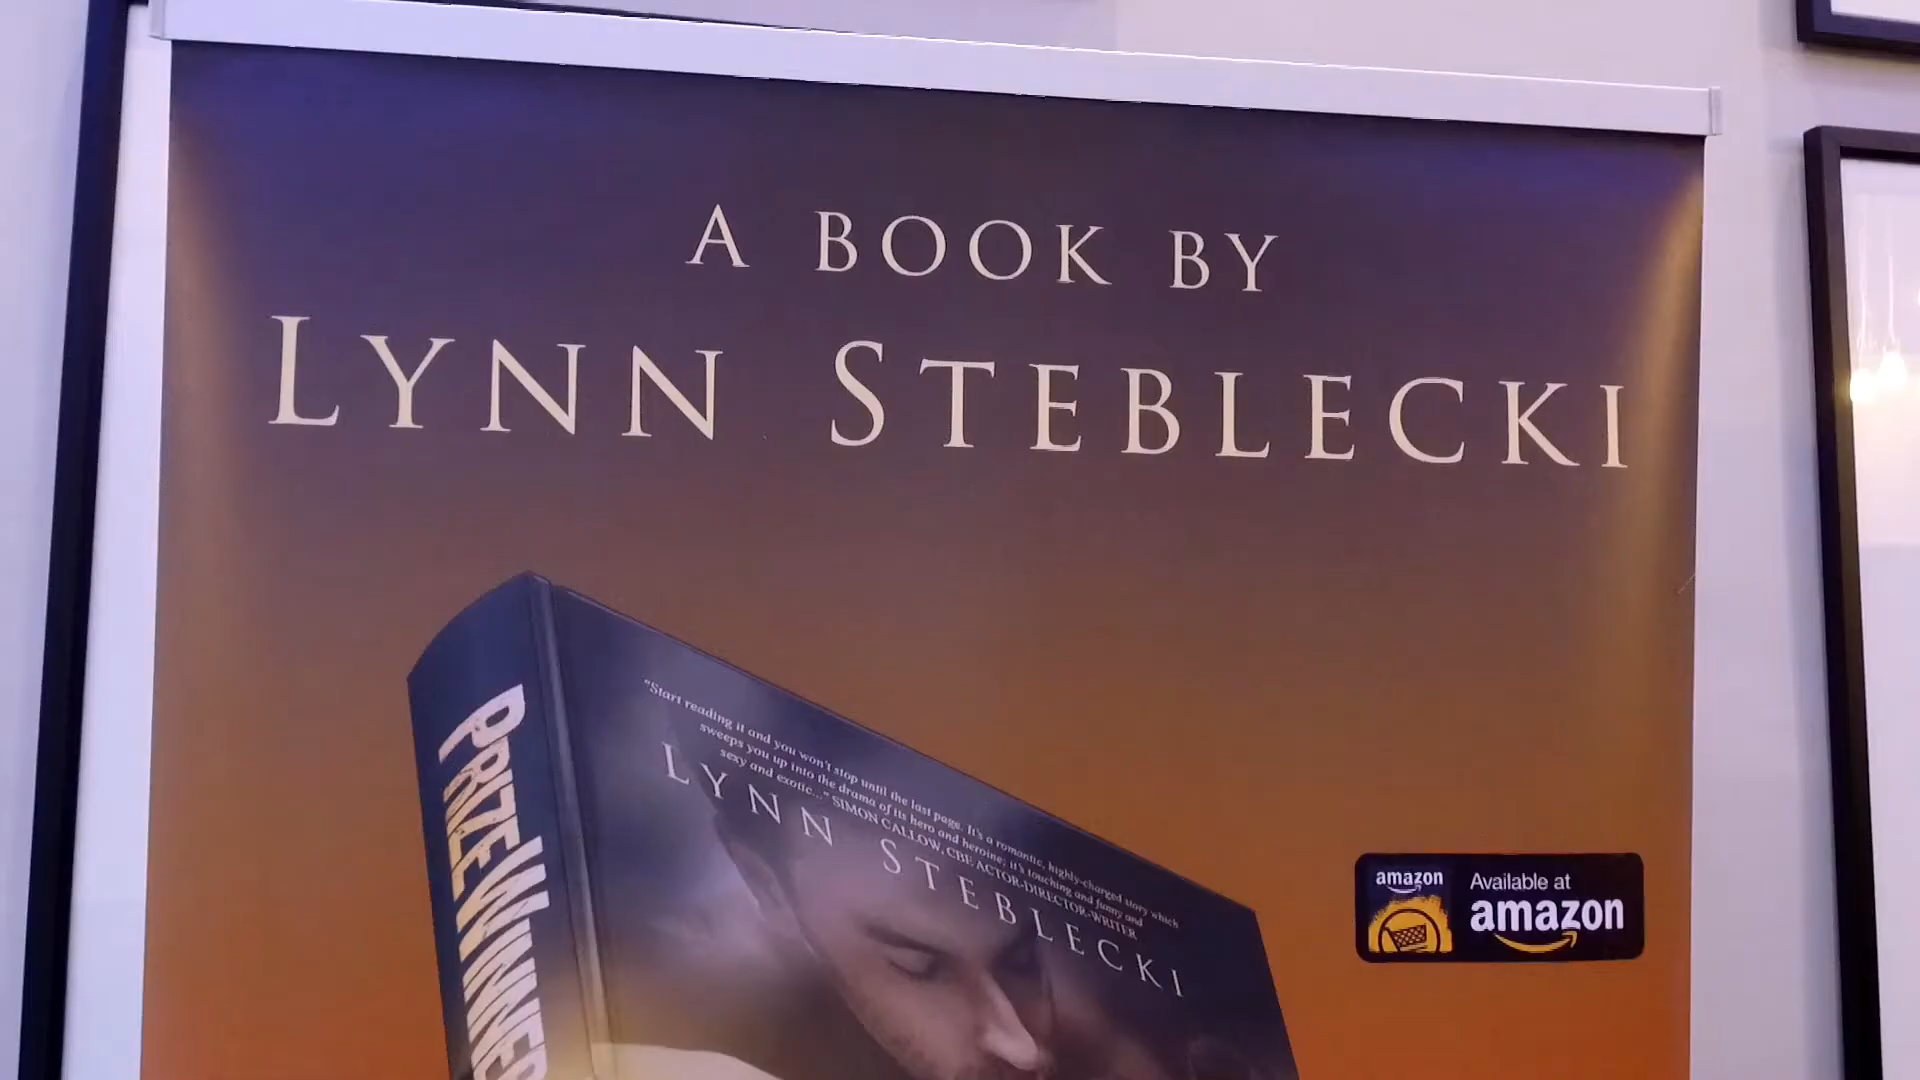 A BOOK BY
LYNN STEBLECKI
"Start reading it and you won't stop until the last page. It's a romantic, highly-charged story which
sweeps you up into the drama of its hero and heroine; it's touching and funny and
sexy and exotic..." SIMON CALLOW, CBE ACTOR-DIRECTOR-WRITER
LYNN STEBLECKI
PRIZEWINNER
amazon
Available at
amazon